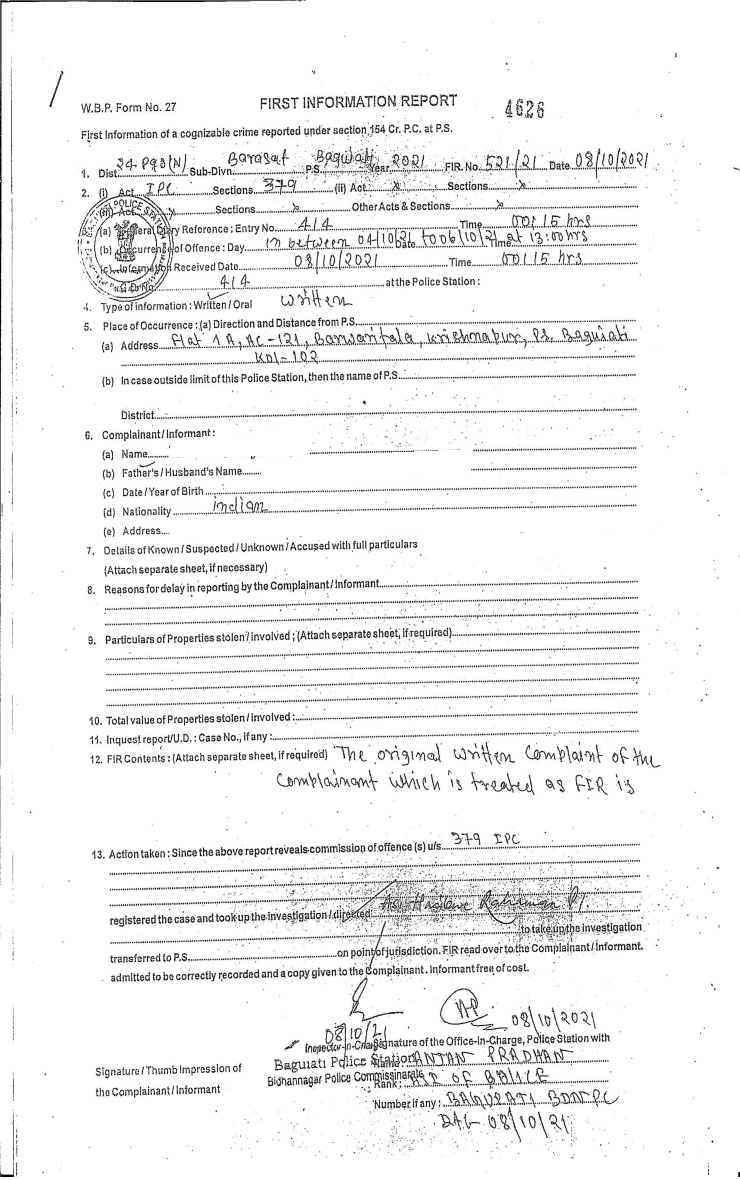 W.B.P. Form No. 27
FIRST INFORMATION REPORT
4626
First Information of a cognizable crime reported under section 154 Cr. P.C. at P.S.
1. Dist. 24-Pgs(N) Sub-Divn. Barasat P.S. Baguiati Year 2021 FIR. No. 521/21 Date 08/10/2021
2. (i) Act IPC Sections 379 (ii) Act x Sections x
(iii) Act x Sections x Other Acts & Sections x
3. (a) General Diary Reference : Entry No. 414 Time 00115 hrs
(b) Occurrence of Offence : Day In between 04/10/21 Date to 06/10/21 Time at 13:00 hrs
(c) Information Received Date 08/10/2021 Time 00115 hrs
G.D. No. 414 at the Police Station :
4. Type of information : Written / Oral written
5. Place of Occurrence : (a) Direction and Distance from P.S.
(a) Address Flat 1A, AC-121, Barwaritala, Krishnapur, P.S. Baguiati
Kol-102
(b) In case outside limit of this Police Station, then the name of P.S.
District
6. Complainant / Informant :
(a) Name
(b) Father's / Husband's Name
(c) Date / Year of Birth
(d) Nationality indian
(e) Address
7. Details of Known / Suspected / Unknown / Accused with full particulars
(Attach separate sheet, if necessary)
8. Reasons for delay in reporting by the Complainant / Informant
9. Particulars of Properties stolen / involved ; (Attach separate sheet, if required)
10. Total value of Properties stolen / involved :
11. Inquest report/U.D. : Case No., if any :
12. FIR Contents : (Attach separate sheet, if required) The original written complaint of the
Complainant which is treated as FIR is
13. Action taken : Since the above report reveals commission of offence (s) u/s. 379 IPC
registered the case and took up the investigation / directed ASI Rahaman
to take up the investigation
transferred to P.S. on point of jurisdiction. FIR read over to the Complainant / Informant.
admitted to be correctly recorded and a copy given to the Complainant. Informant free of cost.
08/10/21
08/10/2021
Inspector-in-Charge
Signature of the Office-in-Charge, Police Station with
Baguiati Police Station
Name: ANJAN PRADHAN
Bidhannagar Police Commissionerate
Rank : OF POLICE
Signature / Thumb Impression of
the Complainant / Informant
Number if any : BAGUIATI BDNPC
Dat- 08/10/21